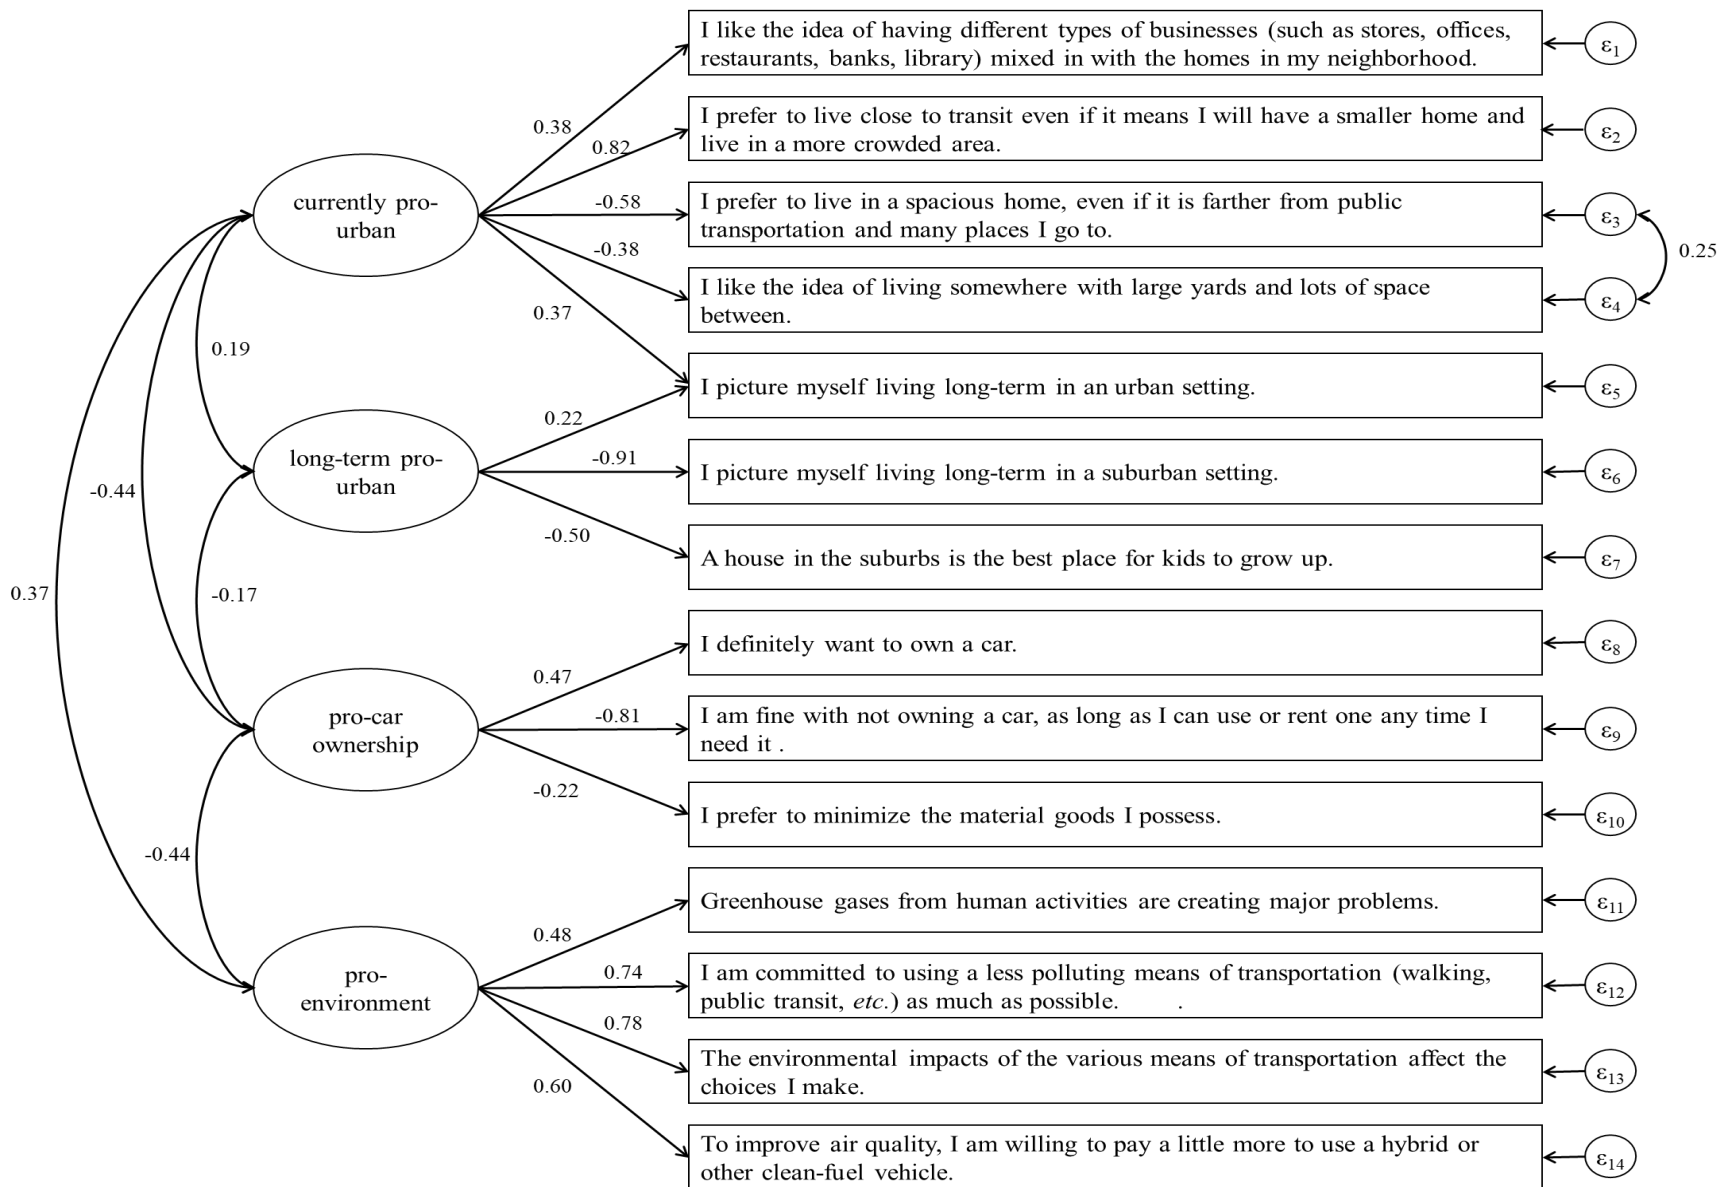 I like the idea of having different types of businesses (such as stores, offices,
restaurants, banks, library) mixed in with the homes in my neighborhood.
ε1
0.38
I prefer to live close to transit even if it means I will have a smaller home and
live in a more crowded area.
ε2
0.82
currently pro-
urban
-0.58
I prefer to live in a spacious home, even if it is farther from public
transportation and many places I go to.
ε3
0.25
-0.38
I like the idea of living somewhere with large yards and lots of space
between.
ε4
0.37
0.19
I picture myself living long-term in an urban setting.
ε5
0.22
long-term pro-
urban
-0.91
I picture myself living long-term in a suburban setting.
ε6
-0.44
-0.50
A house in the suburbs is the best place for kids to grow up.
ε7
0.37
-0.17
I definitely want to own a car.
ε8
0.47
pro-car
ownership
-0.81
I am fine with not owning a car, as long as I can use or rent one any time I
need it .
ε9
-0.22
I prefer to minimize the material goods I possess.
ε10
-0.44
Greenhouse gases from human activities are creating major problems.
ε11
0.48
pro-
environment
0.74
I am committed to using a less polluting means of transportation (walking,
public transit, etc.) as much as possible. .
ε12
0.78
The environmental impacts of the various means of transportation affect the
choices I make.
ε13
0.60
To improve air quality, I am willing to pay a little more to use a hybrid or
other clean-fuel vehicle.
ε14